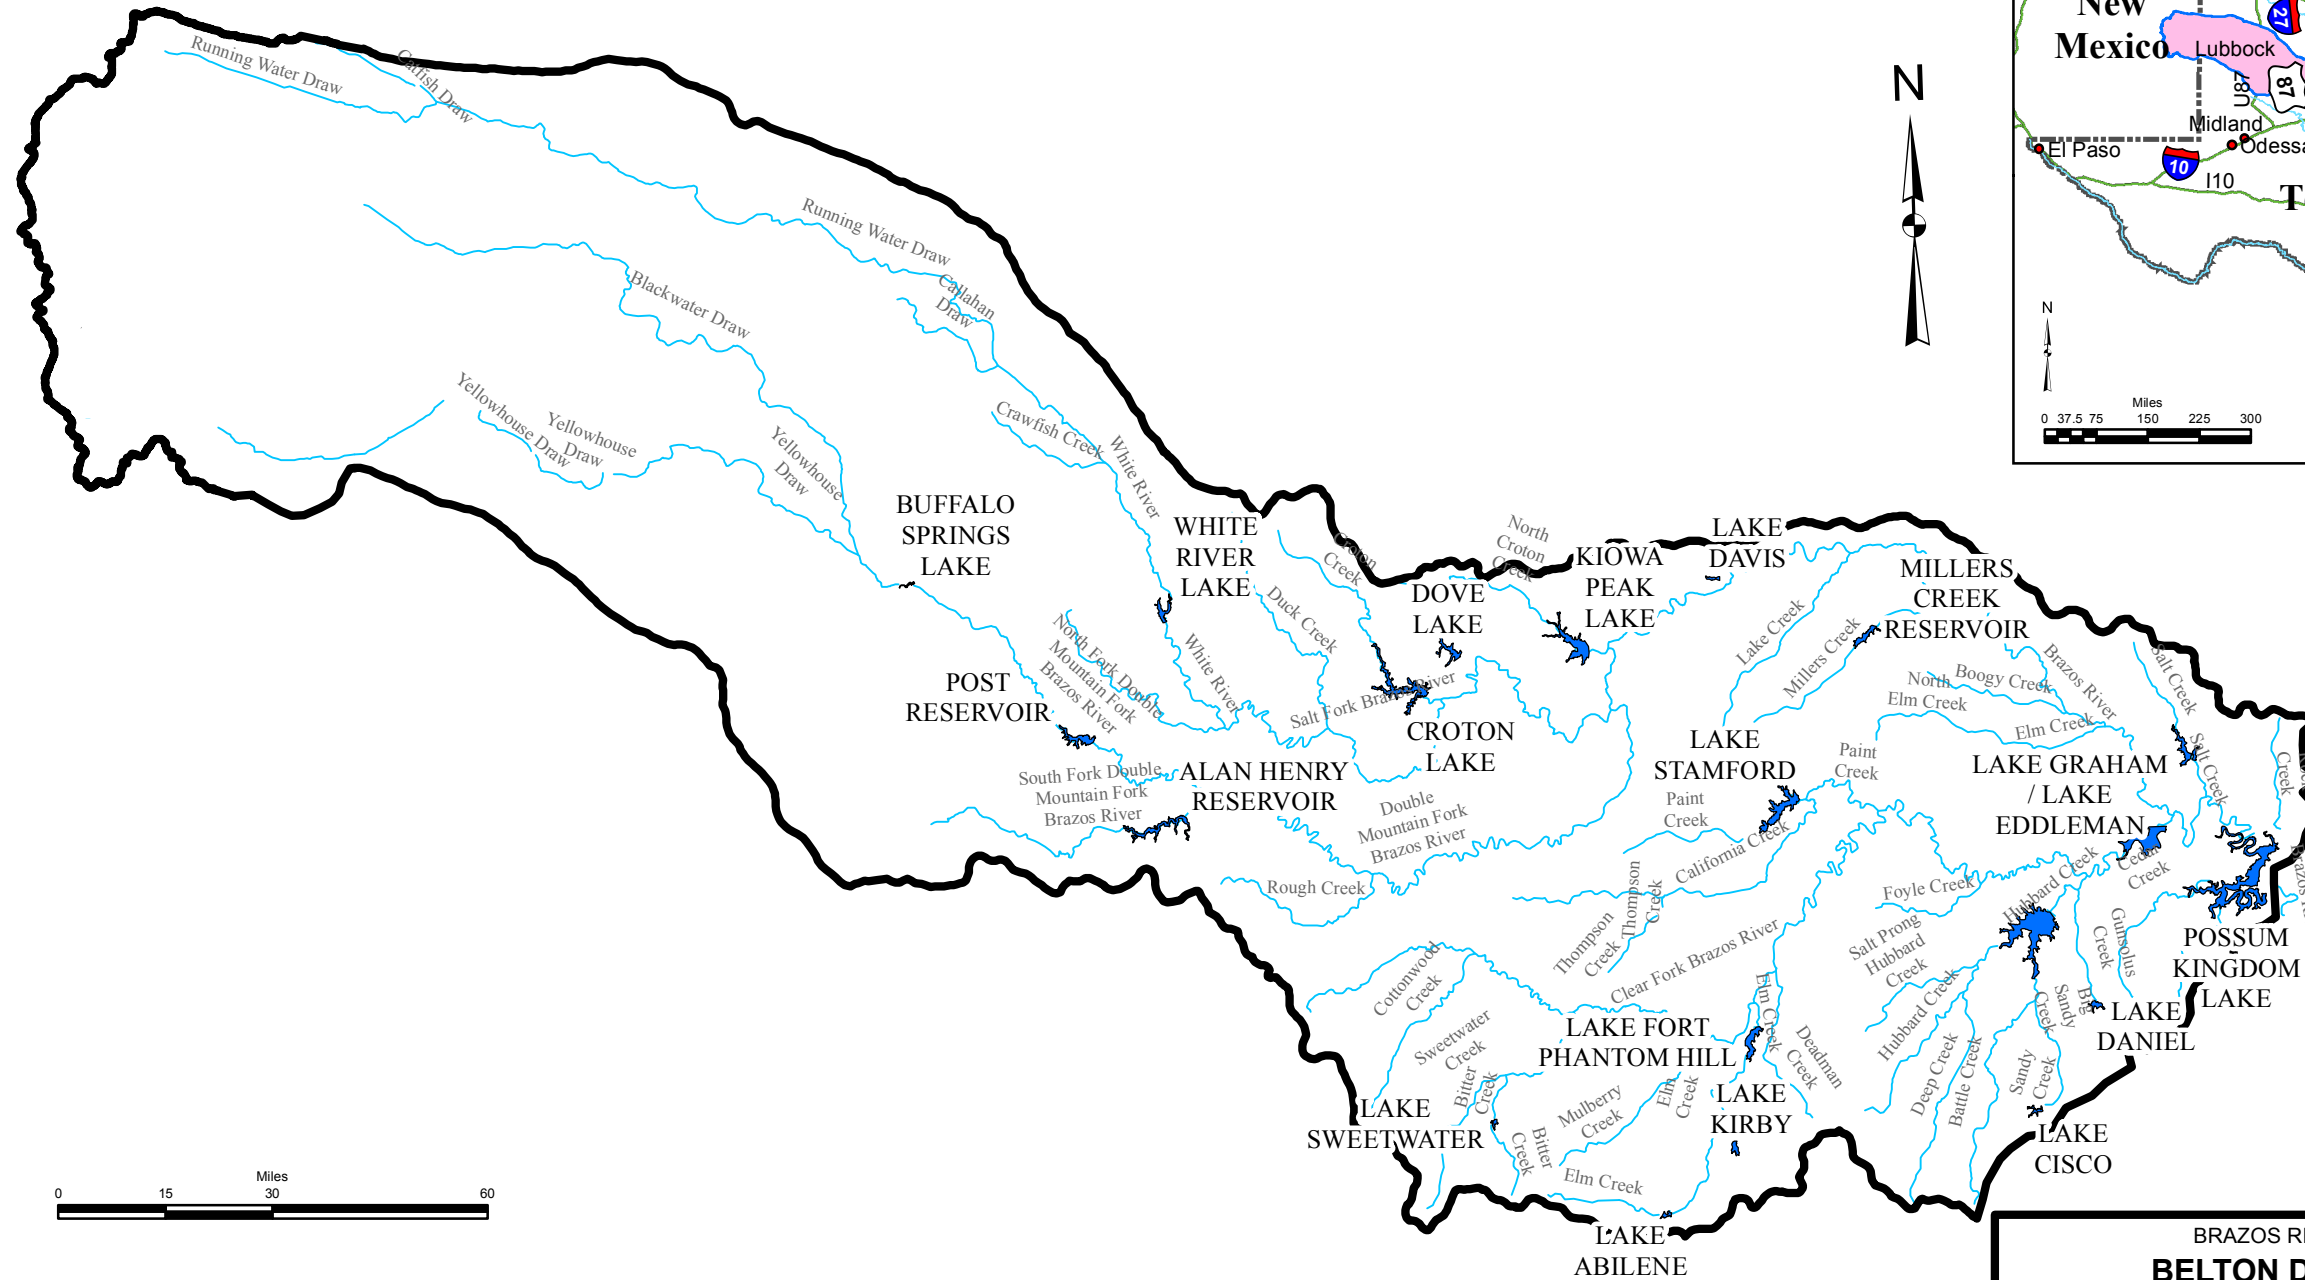 New
Mexico
Lubbock
27
87
U87
Midland
Odessa
El Paso
10
I10
N
Miles
0 37.5 75 150 225 300
N
Running Water Draw
Catfish Draw
Running Water Draw
Callahan
Draw
Blackwater Draw
Yellowhouse Draw
Yellowhouse
Draw
Yellowhouse
Draw
Crawfish Creek
White River
BUFFALO
SPRINGS
LAKE
WHITE
RIVER
LAKE
Croton
Creek
Duck Creek
North
Croton
Creek
DOVE
LAKE
KIOWA
PEAK
LAKE
LAKE
DAVIS
MILLERS
CREEK
RESERVOIR
Lake Creek
Millers Creek
White River
North Fork Double
Mountain Fork
Brazos River
POST
RESERVOIR
Salt Fork Brazos River
CROTON
LAKE
Brazos River
Salt Creek
Boogy Creek
North
Elm Creek
Elm Creek
Salt Creek
Creek
South Fork Double
Mountain Fork
Brazos River
ALAN HENRY
RESERVOIR
Double
Mountain Fork
Brazos River
LAKE
STAMFORD
Paint
Creek
Paint
Creek
LAKE GRAHAM
/ LAKE
EDDLEMAN
California Creek
Rough Creek
Thompson
Creek
Thompson
Creek
Foyle Creek
Hubbard Creek
Cedar
Creek
Brazos
Salt Prong
Hubbard
Creek
Gunsolus
Creek
POSSUM
KINGDOM
LAKE
Cottonwood
Creek
Clear Fork Brazos River
Elm Creek
Hubbard Creek
Big
Sandy
Creek
LAKE
DANIEL
Sweetwater
Creek
LAKE FORT
PHANTOM HILL
Deadman
Creek
Deep Creek
Battle Creek
Sandy
Creek
Bitter
Creek
Mulberry
Creek
Elm
Creek
LAKE
KIRBY
LAKE
SWEETWATER
Bitter
Creek
Elm Creek
LAKE
CISCO
LAKE
ABILENE
Miles
0 15 30 60
BRAZOS RI
BELTON D